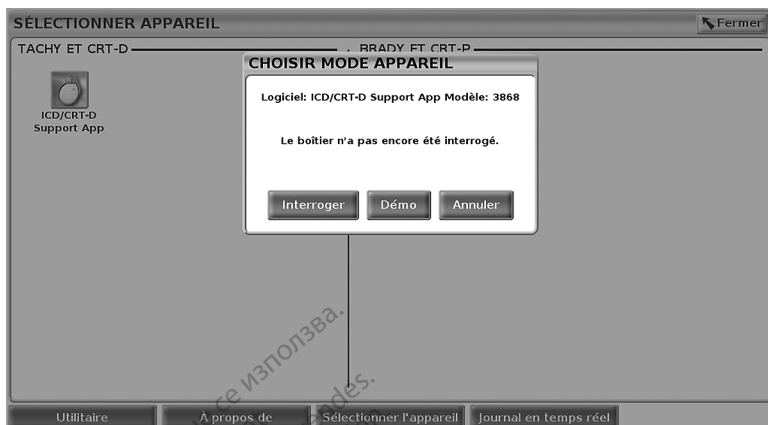 SÉLECTIONNER APPAREIL
Fermer
TACHY ET CRT-D
BRADY ET CRT-P
CHOISIR MODE APPAREIL
Logiciel: ICD/CRT-D Support App Modèle: 3868
ICD/CRT-D
Support App
Le boîtier n'a pas encore été interrogé.
Interroger
Démo
Annuler
се използва.
Utilitaire
À propos de
Sélectionner l'appareil
Journal en temps réel